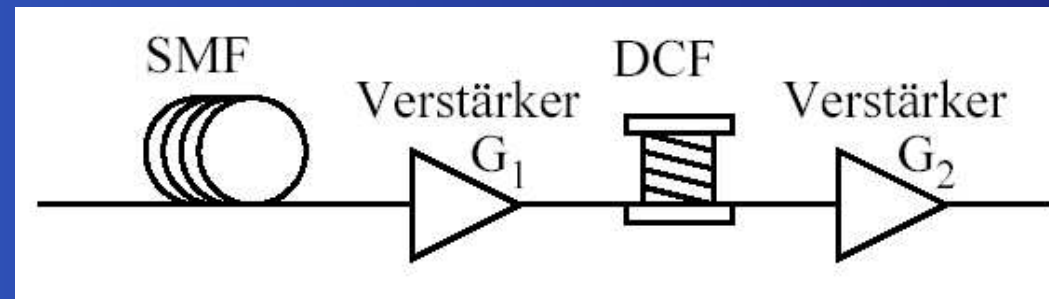 SMF
Verstärker
G₁
DCF
Verstärker
G₂